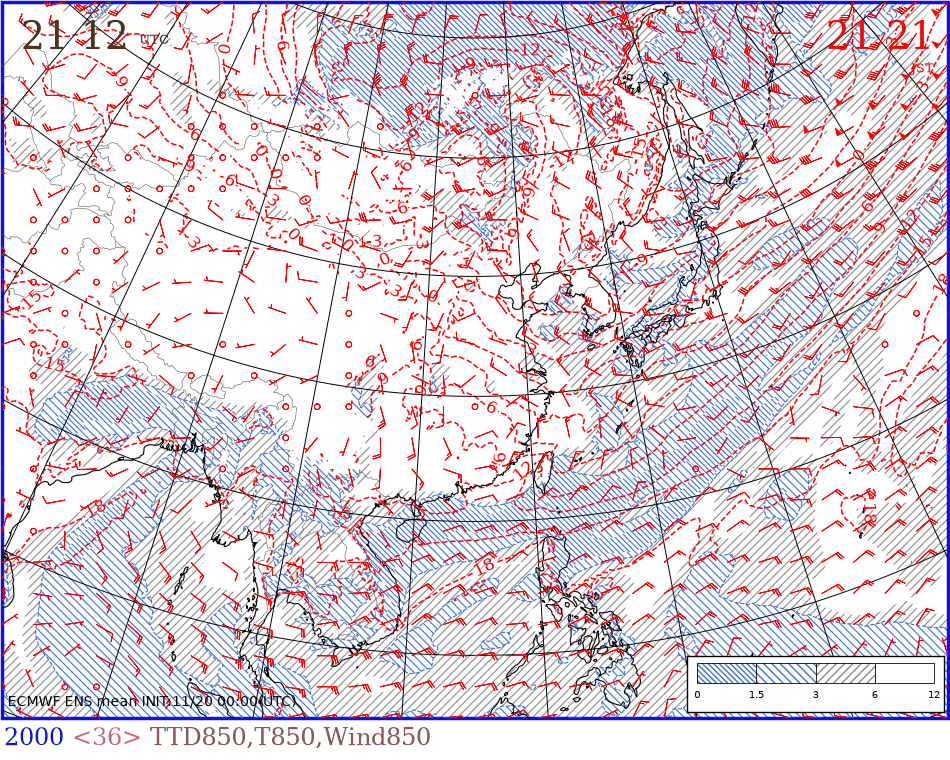 21 12 UTC
21 21 JST
0 1.5 3 6 12
ECMWF ENS mean INIT:11/20 00:00(UTC)
2000 <36> TTD850,T850,Wind850